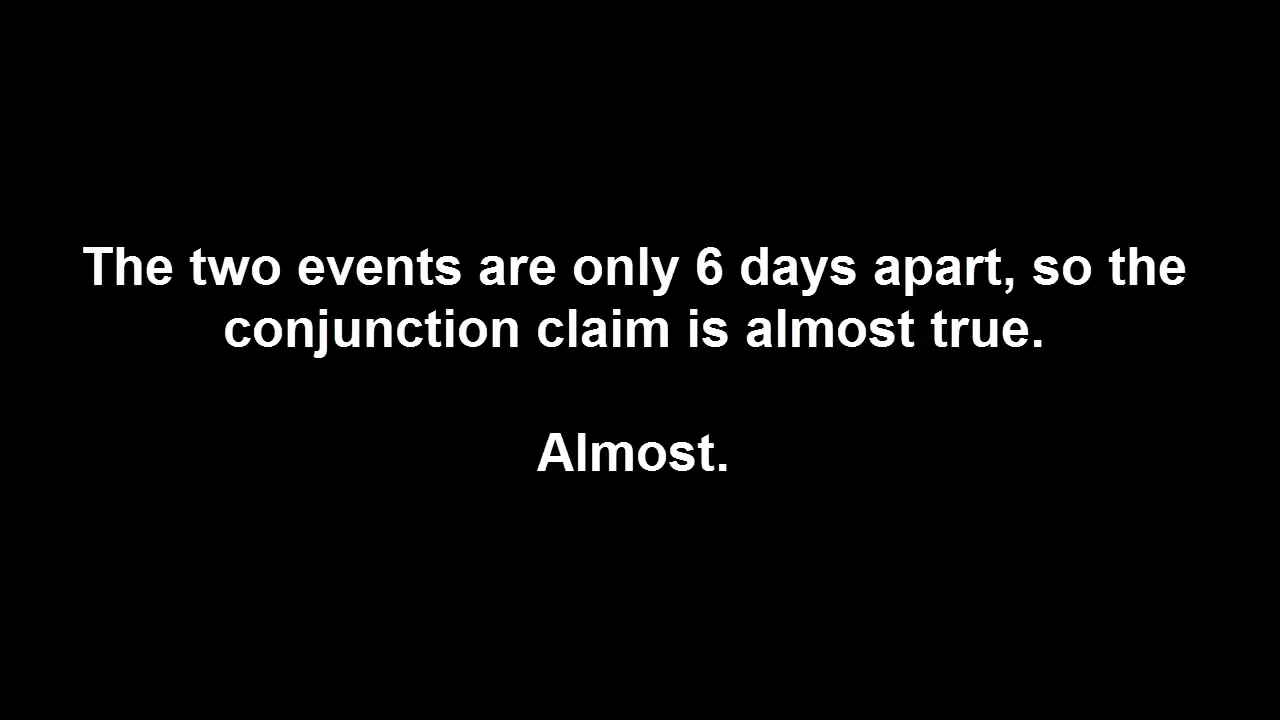 The two events are only 6 days apart, so the
conjunction claim is almost true.
Almost.